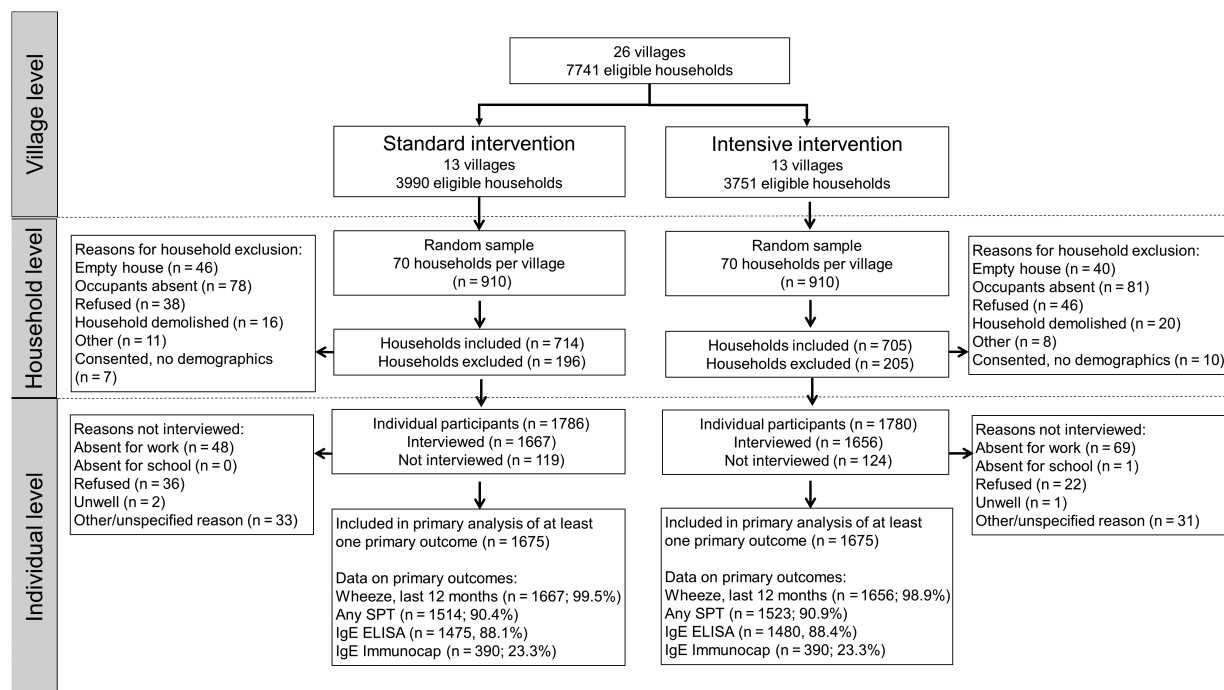 Village level
26 villages
7741 eligible households
Standard intervention
13 villages
3990 eligible households
Intensive intervention
13 villages
3751 eligible households
Household level
Reasons for household exclusion:
Empty house (n = 46)
Occupants absent (n = 78)
Refused (n = 38)
Household demolished (n = 16)
Other (n = 11)
Consented, no demographics
(n = 7)
Random sample
70 households per village
(n = 910)
Households included (n = 714)
Households excluded (n = 196)
Random sample
70 households per village
(n = 910)
Households included (n = 705)
Households excluded (n = 205)
Reasons for household exclusion:
Empty house (n = 40)
Occupants absent (n = 81)
Refused (n = 46)
Household demolished (n = 20)
Other (n = 8)
Consented, no demographics (n = 10)
Individual level
Reasons not interviewed:
Absent for work (n = 48)
Absent for school (n = 0)
Refused (n = 36)
Unwell (n = 2)
Other/unspecified reason (n = 33)
Individual participants (n = 1786)
Interviewed (n = 1667)
Not interviewed (n = 119)
Included in primary analysis of at least
one primary outcome (n = 1675)
Data on primary outcomes:
Wheeze, last 12 months (n = 1667; 99.5%)
Any SPT (n = 1514; 90.4%)
IgE ELISA (n = 1475, 88.1%)
IgE Immunocap (n = 390; 23.3%)
Individual participants (n = 1780)
Interviewed (n = 1656)
Not interviewed (n = 124)
Included in primary analysis of at least
one primary outcome (n = 1675)
Data on primary outcomes:
Wheeze, last 12 months (n = 1656; 98.9%)
Any SPT (n = 1523; 90.9%)
IgE ELISA (n = 1480, 88.4%)
IgE Immunocap (n = 390; 23.3%)
Reasons not interviewed:
Absent for work (n = 69)
Absent for school (n = 1)
Refused (n = 22)
Unwell (n = 1)
Other/unspecified reason (n = 31)